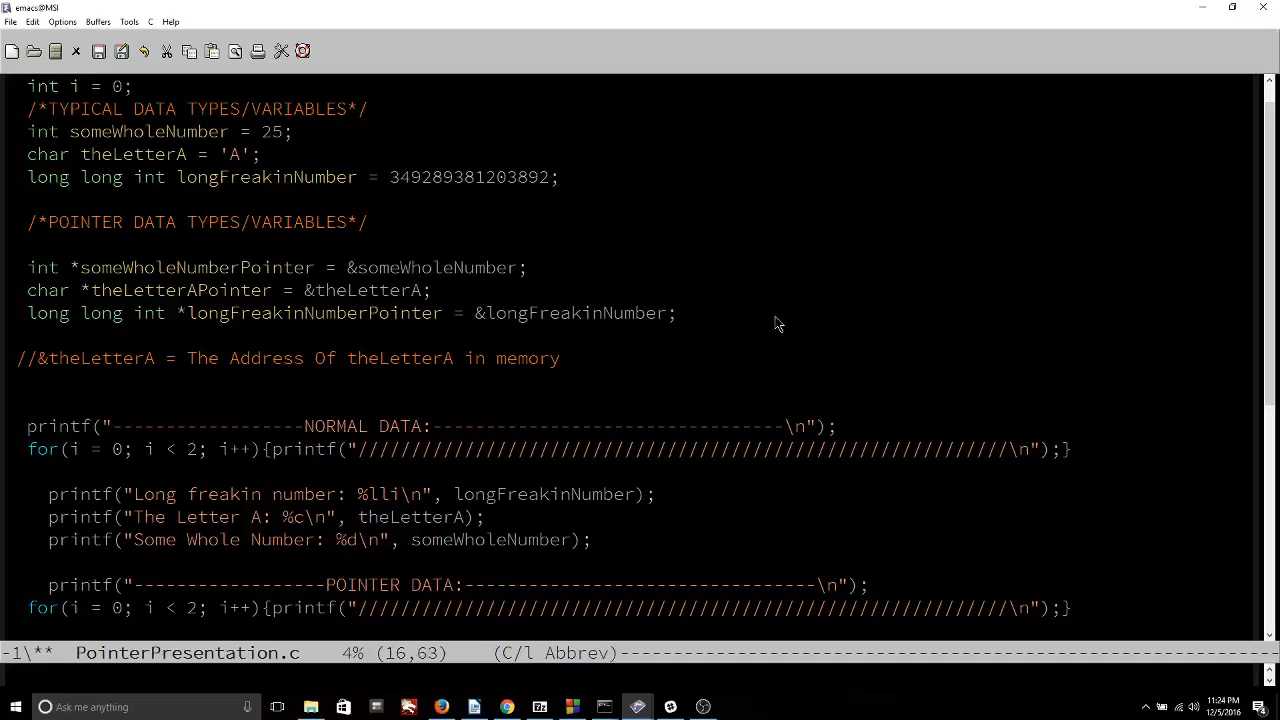 emacs@MSI
File Edit Options Buffers Tools C Help
int i = 0;
/*TYPICAL DATA TYPES/VARIABLES*/
int someWholeNumber = 25;
char theLetterA = 'A';
long long int longFreakinNumber = 349289381203892;
/*POINTER DATA TYPES/VARIABLES*/
int *someWholeNumberPointer = &someWholeNumber;
char *theLetterAPointer = &theLetterA;
long long int *longFreakinNumberPointer = &longFreakinNumber;
//&theLetterA = The Address Of theLetterA in memory
printf("------------------NORMAL DATA:---------------------------------\n");
for(i = 0; i < 2; i++){printf("/////////////////////////////////////////////////////////////\n");}
printf("Long freakin number: %lli\n", longFreakinNumber);
printf("The Letter A: %c\n", theLetterA);
printf("Some Whole Number: %d\n", someWholeNumber);
printf("------------------POINTER DATA:---------------------------------\n");
for(i = 0; i < 2; i++){printf("/////////////////////////////////////////////////////////////\n");}
-1\** PointerPresentation.c 4% (16,63) (C/l Abbrev)------------------------------------------------------------
Ask me anything
11:24 PM
12/5/2016